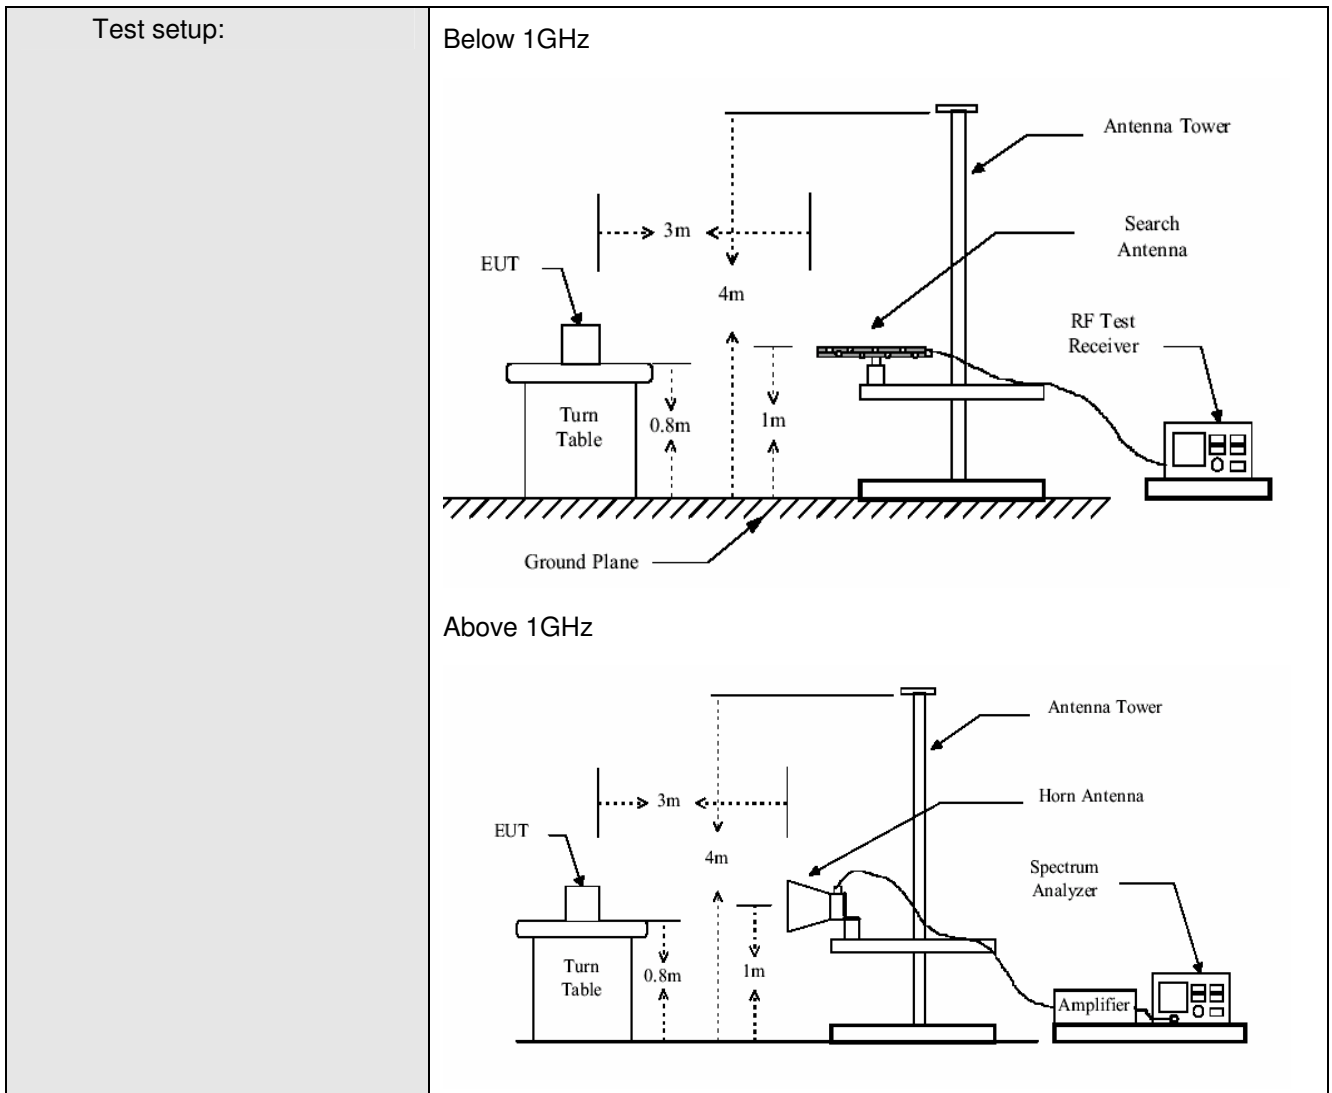 Test setup:
Below 1GHz
Antenna Tower
3m
Search
Antenna
EUT
4m
RF Test
Receiver
Turn
Table
0.8m
1m
Ground Plane
Above 1GHz
Antenna Tower
3m
Horn Antenna
EUT
4m
Spectrum
Analyzer
Turn
Table
0.8m
1m
Amplifier